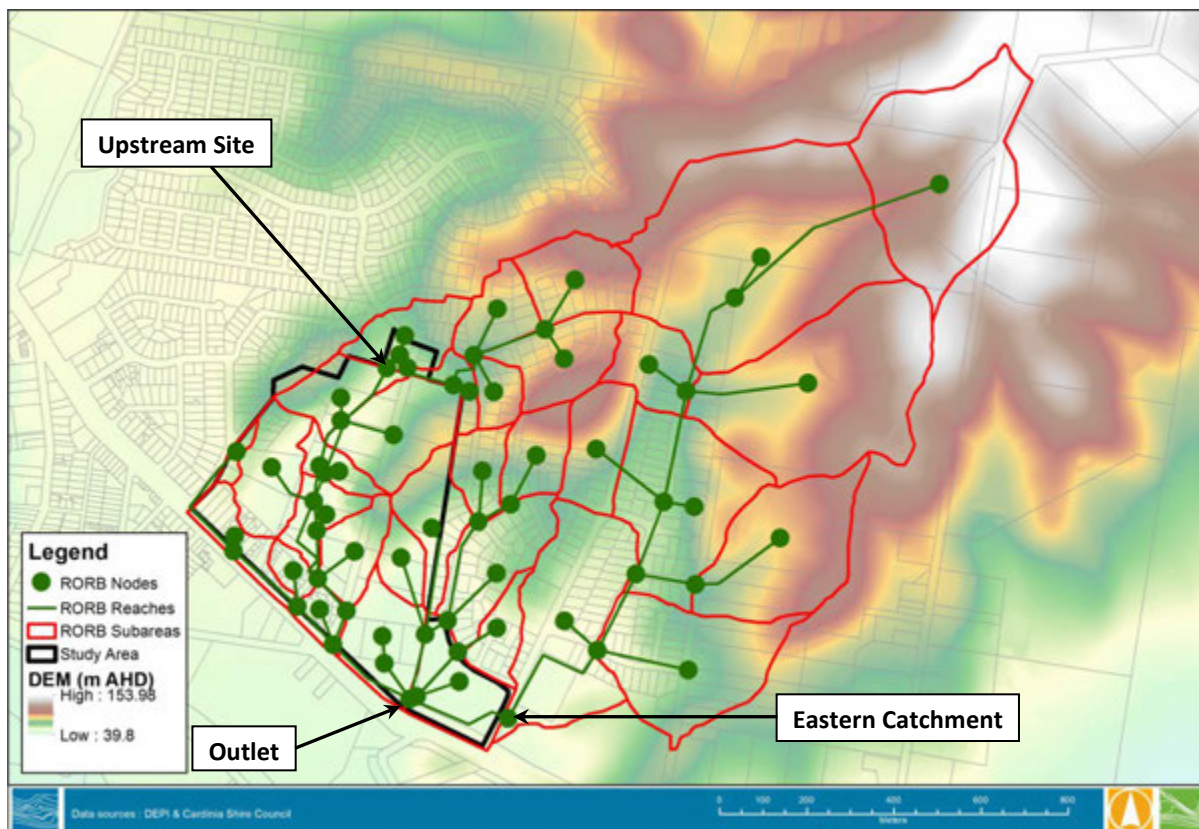 Upstream Site
Legend
RORB Nodes
RORB Reaches
RORB Subareas
Study Area
DEM (m AHD)
High : 153.98
Low : 39.8
Outlet
Eastern Catchment
Data sources : DEPI & Cardinia Shire Council
0 100 200 400 600 800
Meters